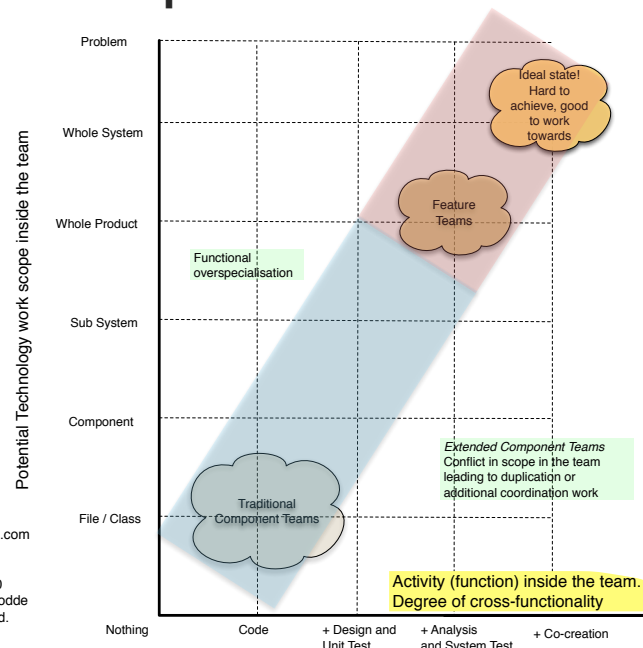 Problem
Ideal state!
Hard to
achieve, good
to work
towards
Whole System
Potential Technology work scope inside the team
Feature
Teams
Whole Product
Functional
overspecialisation
Sub System
Component
Extended Component Teams
Conflict in scope in the team
leading to duplication or
additional coordination work
Traditional
Component Teams
File / Class
.com
odde
d.
Activity (function) inside the team.
Degree of cross-functionality
Nothing
Code
+ Design and
Unit Test
+ Analysis
and System Test
+ Co-creation